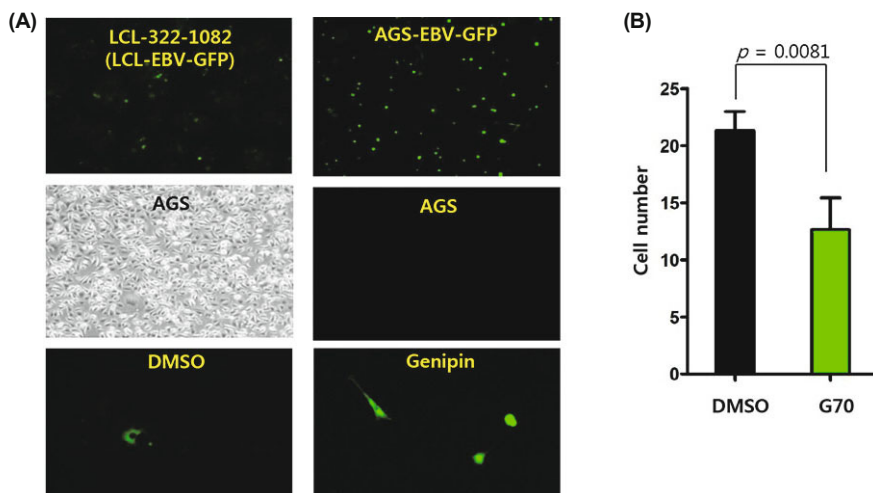 (A)
LCL-322-1082
(LCL-EBV-GFP)
AGS-EBV-GFP
AGS
AGS
DMSO
Genipin
(B)
p = 0.0081
25
20
15
10
5
0
Cell number
DMSO
G70